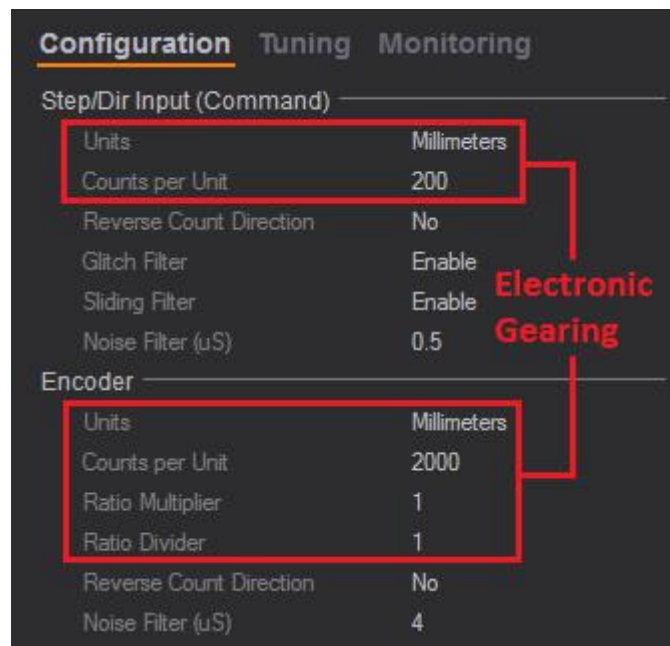 Configuration Tuning Monitoring
Step/Dir Input (Command)
Units Millimeters
Counts per Unit 200
Reverse Count Direction No
Glitch Filter Enable
Sliding Filter Enable
Electronic
Gearing
Noise Filter (uS) 0.5
Encoder
Units Millimeters
Counts per Unit 2000
Ratio Multiplier 1
Ratio Divider 1
Reverse Count Direction No
Noise Filter (uS) 4